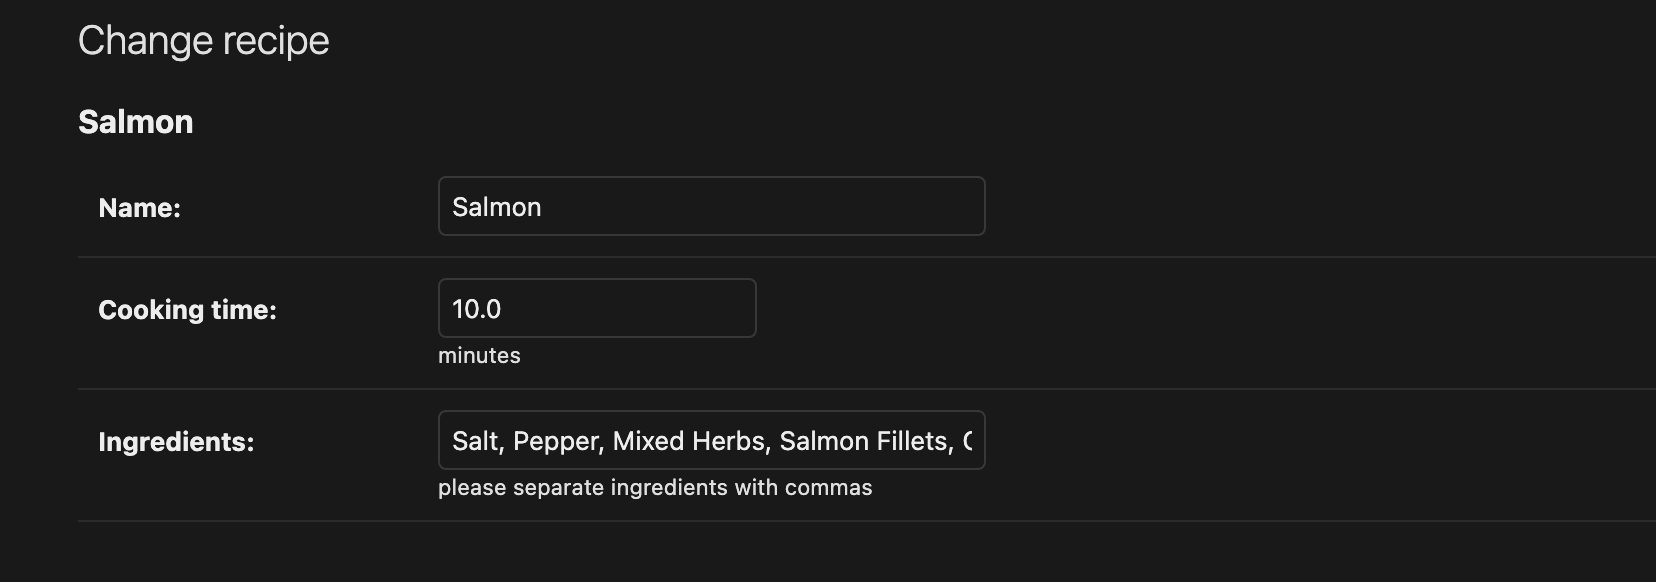 Change recipe
Salmon
Name:
Salmon
Cooking time:
10.0
minutes
Ingredients:
Salt, Pepper, Mixed Herbs, Salmon Fillets,
please separate ingredients with commas